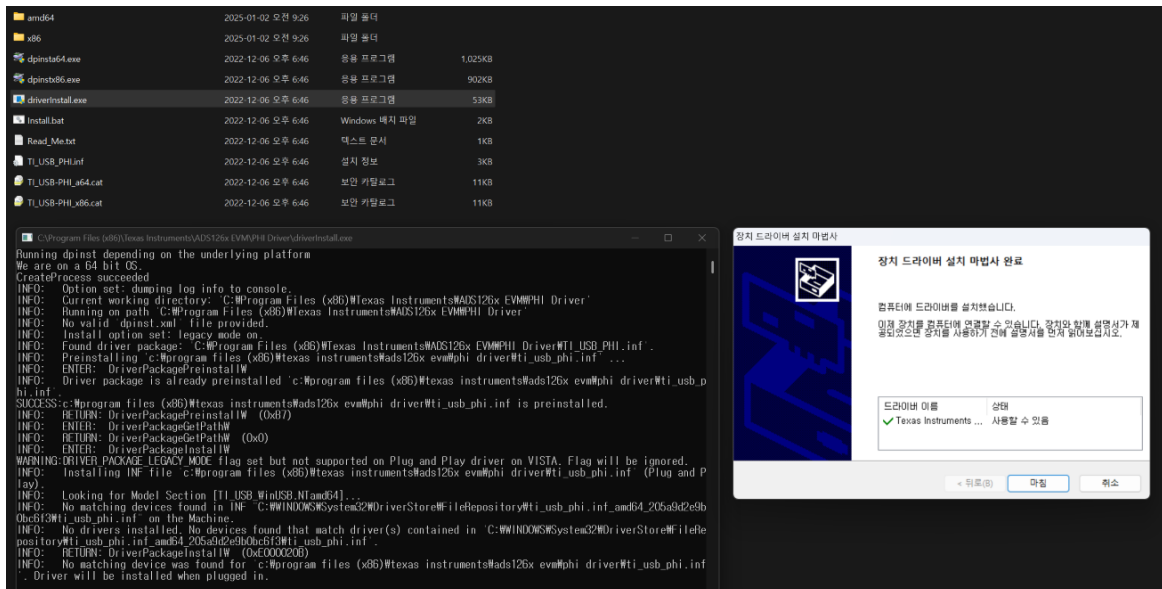 amd64 2025-01-02 오전 9:26 파일 폴더
x86 2025-01-02 오전 9:26 파일 폴더
dpinsta64.exe 2022-12-06 오후 6:46 응용 프로그램 1,025KB
dpinstx86.exe 2022-12-06 오후 6:46 응용 프로그램 902KB
driverInstall.exe 2022-12-06 오후 6:46 응용 프로그램 53KB
Install.bat 2022-12-06 오후 6:46 Windows 배치 파일 2KB
Read_Me.txt 2022-12-06 오후 6:46 텍스트 문서 1KB
TI_USB_PHI.inf 2022-12-06 오후 6:46 설치 정보 3KB
TI_USB-PHI_a64.cat 2022-12-06 오후 6:46 보안 카탈로그 11KB
TI_USB-PHI_x86.cat 2022-12-06 오후 6:46 보안 카탈로그 11KB
C:\Program Files (x86)\Texas Instruments\ADS126x EVM\PHI Driver\driverInstall.exe
Running dpinst depending on the underlying platform
We are on a 64 bit OS.
CreateProcess succeeded
INFO: Option set: dumping log info to console.
INFO: Current working directory: 'C:₩Program Files (x86)₩Texas Instruments₩ADS126x EVM₩PHI Driver'
INFO: Running on path 'C:₩Program Files (x86)₩Texas Instruments₩ADS126x EVM₩PHI Driver'
INFO: No valid 'dpinst.xml' file provided.
INFO: Install option set: legacy mode on.
INFO: Found driver package: 'C:₩Program Files (x86)₩Texas Instruments₩ADS126x EVM₩PHI Driver₩TI_USB_PHI.inf'.
INFO: Preinstalling 'c:₩program files (x86)₩texas instruments₩ads126x evm₩phi driver₩ti_usb_phi.inf' ...
INFO: ENTER: DriverPackagePreinstallW
INFO: Driver package is already preinstalled 'c:₩program files (x86)₩texas instruments₩ads126x evm₩phi driver₩ti_usb_p
hi.inf'.
SUCCESS:c:₩program files (x86)₩texas instruments₩ads126x evm₩phi driver₩ti_usb_phi.inf is preinstalled.
INFO: RETURN: DriverPackagePreinstallW (0xB7)
INFO: ENTER: DriverPackageGetPathW
INFO: RETURN: DriverPackageGetPathW (0x0)
INFO: ENTER: DriverPackageInstallW
WARNING:DRIVER_PACKAGE_LEGACY_MODE flag set but not supported on Plug and Play driver on VISTA. Flag will be ignored.
INFO: Installing INF file 'c:₩program files (x86)₩texas instruments₩ads126x evm₩phi driver₩ti_usb_phi.inf' (Plug and P
lay).
INFO: Looking for Model Section [TI_USB_WinUSB.NTamd64]...
INFO: No matching devices found in INF 'C:₩WINDOWS₩System32₩DriverStore₩FileRepository₩ti_usb_phi.inf_amd64_205a9d2e9b
0bc6f3₩ti_usb_phi.inf' on the Machine.
INFO: No drivers installed. No devices found that match driver(s) contained in 'C:₩WINDOWS₩System32₩DriverStore₩FileRe
pository₩ti_usb_phi.inf_amd64_205a9d2e9b0bc6f3₩ti_usb_phi.inf'.
INFO: RETURN: DriverPackageInstallW (0xE000020B)
INFO: No matching device was found for 'c:₩program files (x86)₩texas instruments₩ads126x evm₩phi driver₩ti_usb_phi.inf
'. Driver will be installed when plugged in.
장치 드라이버 설치 마법사
장치 드라이버 설치 마법사 완료
컴퓨터에 드라이버를 설치했습니다.
이제 장치를 컴퓨터에 연결할 수 있습니다. 장치와 함께 설명서가 제
공되었으면 장치를 사용하기 전에 설명서를 먼저 읽어보십시오.
드라이버 이름 상태
Texas Instruments ... 사용할 수 있음
< 뒤로(B) 마침 취소